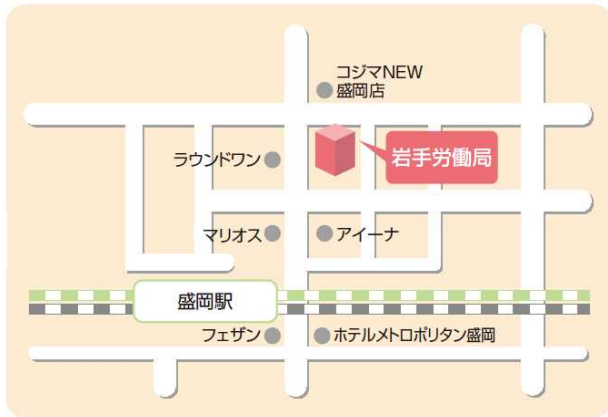 コジマNEW
盛岡店
ラウンドワン
岩手労働局
マリオス
アイーナ
盛岡駅
フェザン
ホテルメトロポリタン盛岡